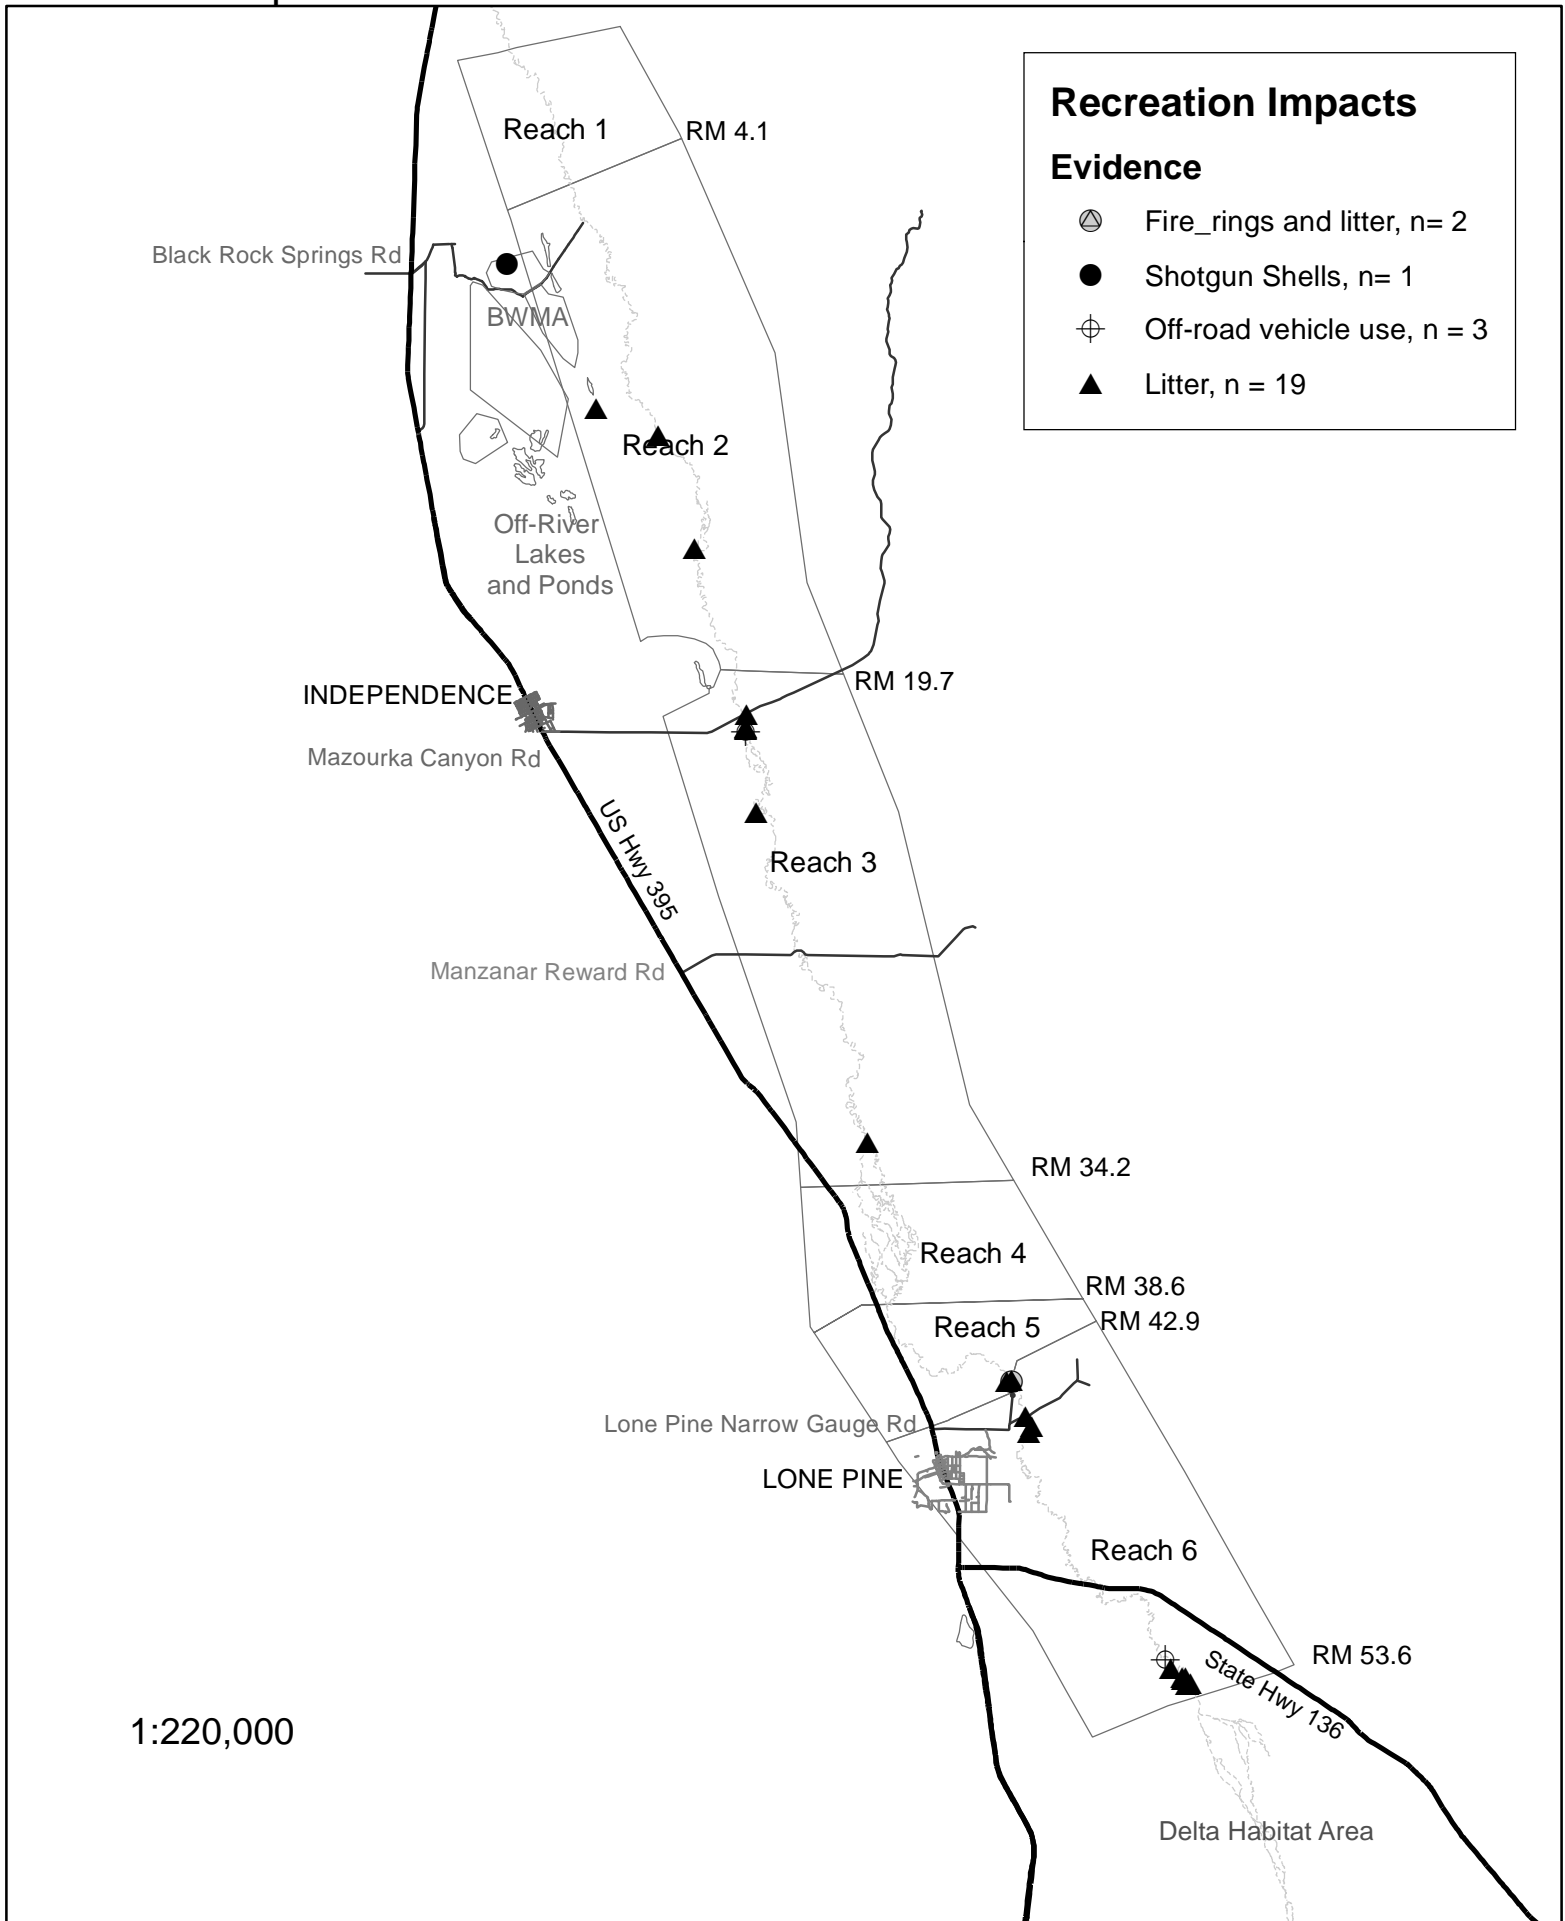 Recreation Impacts
Evidence
Fire_rings and litter, n= 2
Shotgun Shells, n= 1
Off-road vehicle use, n = 3
Litter, n = 19
Reach 1
RM 4.1
Black Rock Springs Rd
BWMA
Reach 2
Off-River
Lakes
and Ponds
RM 19.7
INDEPENDENCE
Mazourka Canyon Rd
US Hwy 395
Reach 3
Manzanar Reward Rd
RM 34.2
Reach 4
RM 38.6
RM 42.9
Reach 5
Lone Pine Narrow Gauge Rd
LONE PINE
Reach 6
RM 53.6
State Hwy 136
1:220,000
Delta Habitat Area